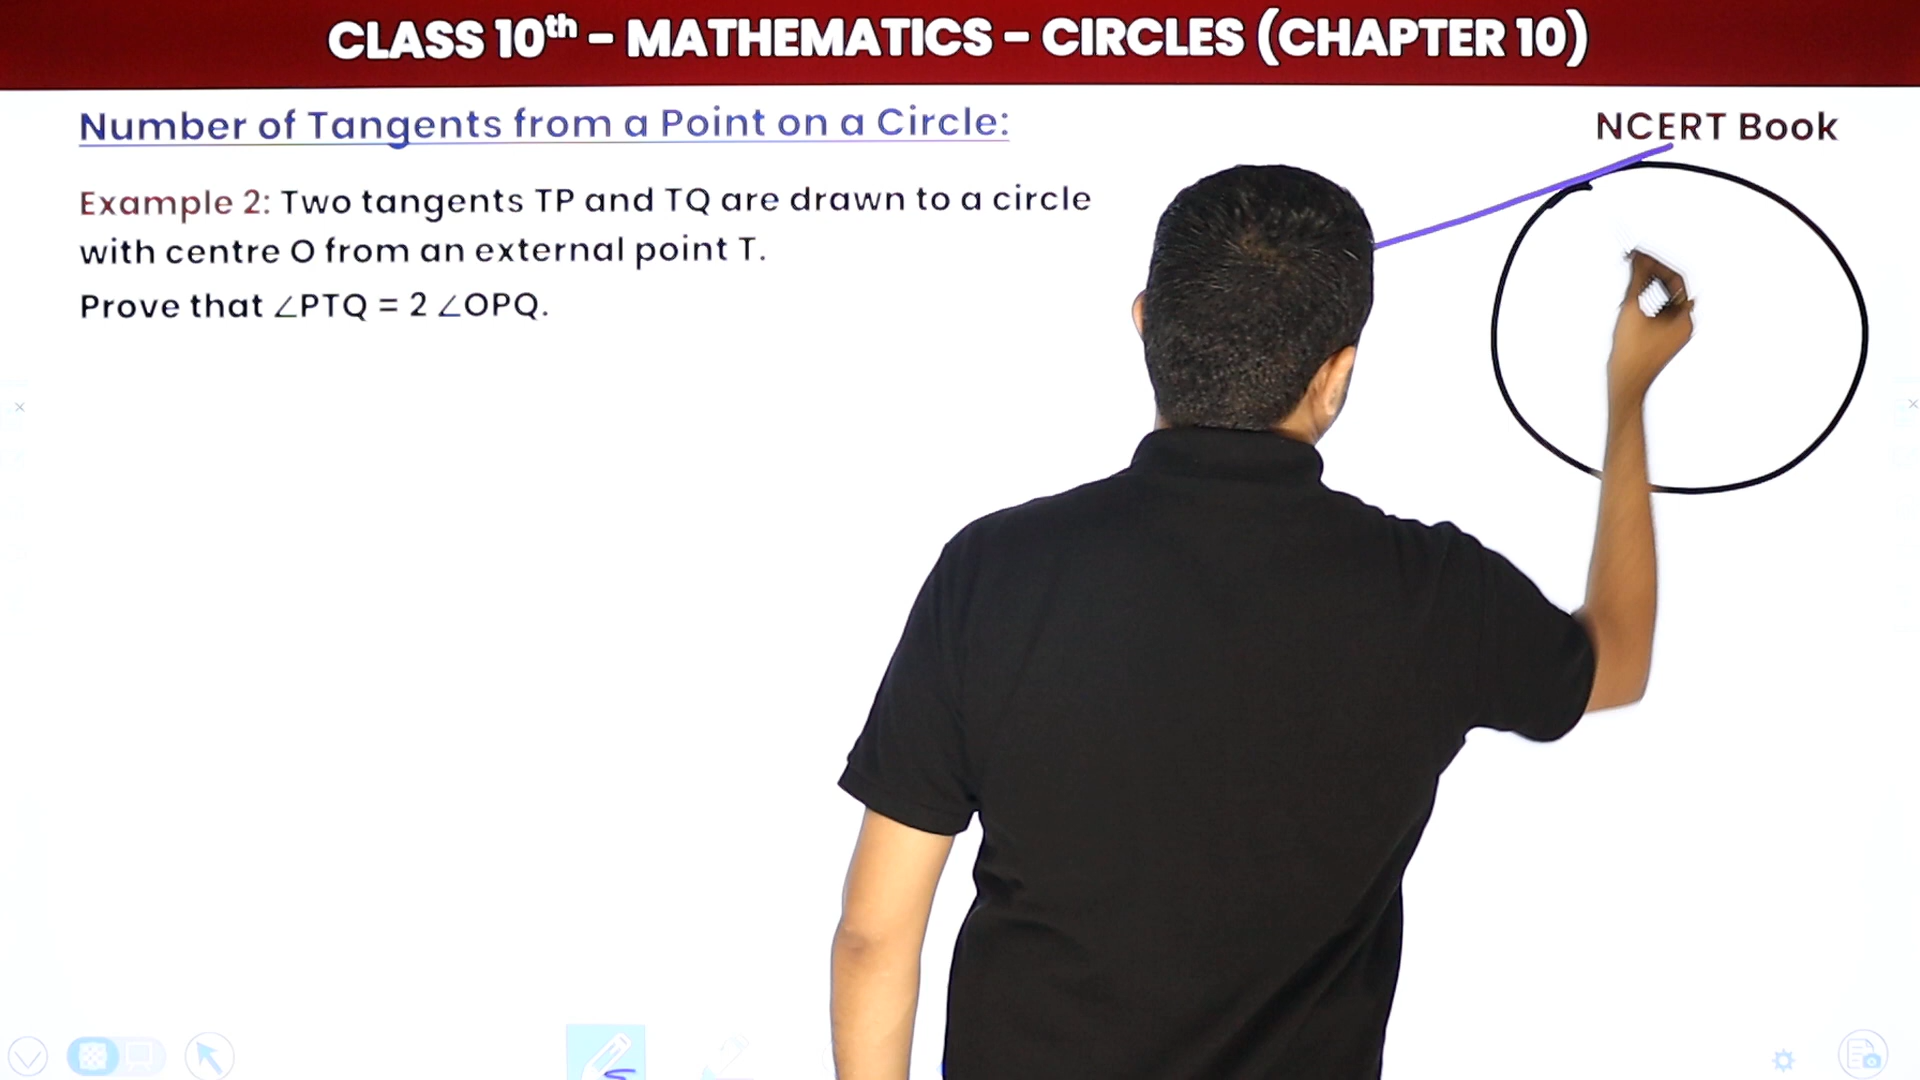 CLASS 10th – MATHEMATICS – CIRCLES (CHAPTER 10)
Number of Tangents from a Point on a Circle:
NCERT Book
Example 2: Two tangents TP and TQ are drawn to a circle
with centre O from an external point T.
Prove that ∠PTQ = 2 ∠OPQ.